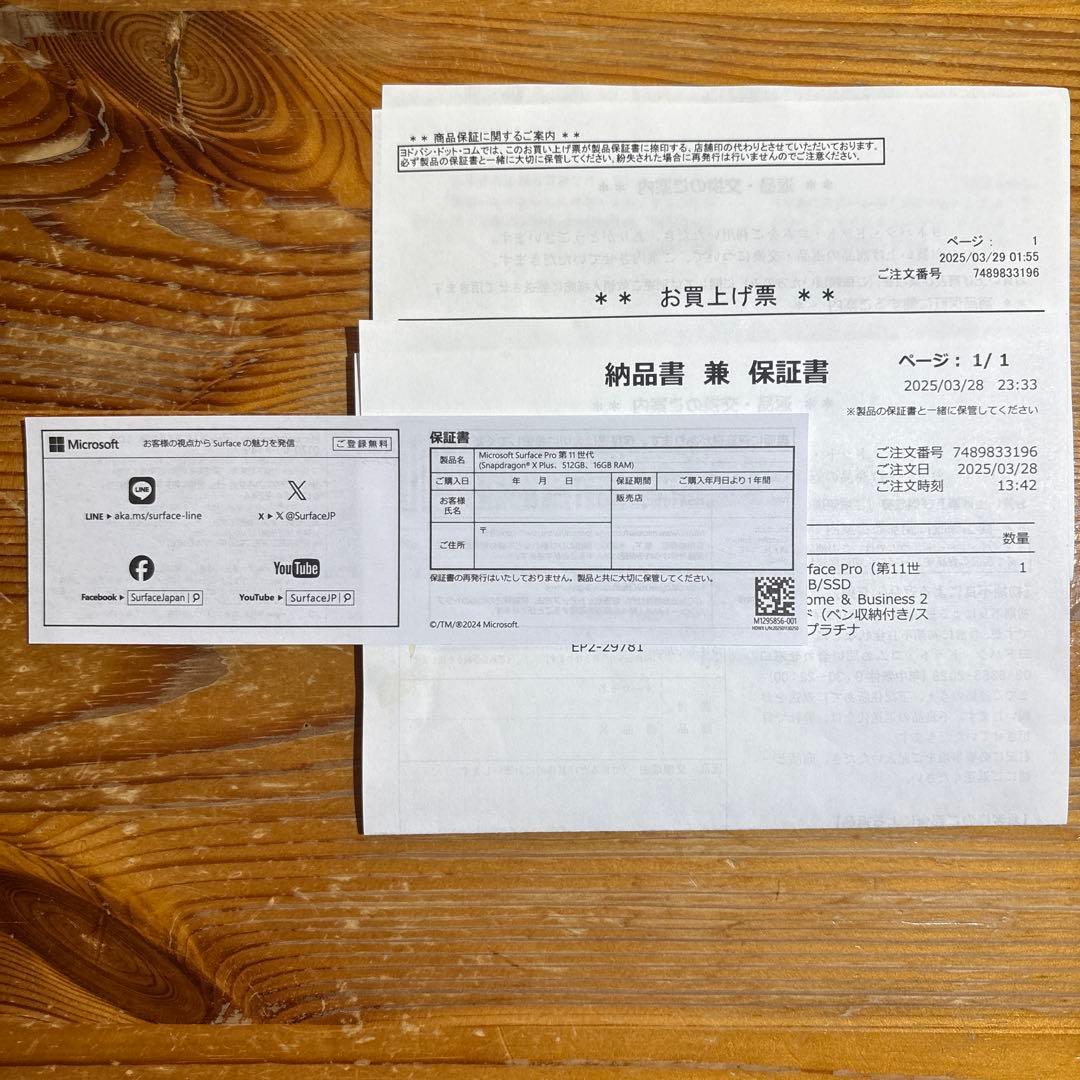 ＊＊ 商品保証に関するご案内 ＊＊
ヨドバシ・ドット・コムでは、このお買い上げ票が製品保証書に捺印する、店舗印の代わりとさせていただいております。
必ず製品の保証書と一緒に大切に保管してください。紛失された場合に再発行は行いませんのでご注意ください。
ページ： 1
2025/03/29 01:55
ご注文番号 7489833196
＊＊ お買上げ票 ＊＊
納品書 兼 保証書
ページ： 1/ 1
2025/03/28 23:33
※製品の保証書と一緒に保管してください
ご注文番号 7489833196
ご注文日 2025/03/28
ご注文時刻 13:42
数量
rface Pro（第11世 1
B/SSD
ome & Business 2
ド（ペン収納付き/ス
プラチナ
EP2-29781
Microsoft お客様の視点から Surface の魅力を発信 ご登録無料
LINE
LINE ▶ aka.ms/surface-line
X ▶ 𝕏 @SurfaceJP
YouTube
Facebook ▶ SurfaceJapan
YouTube ▶ SurfaceJP
保証書
製品名 Microsoft Surface Pro 第11世代
(Snapdragon® X Plus、512GB、16GB RAM)
ご購入日 年 月 日 保証期間 ご購入年月日より1年間
お客様
氏名
販売店
ご住所 〒
保証書の再発行はいたしておりません。製品と共に大切に保管してください。
©/TM/®2024 Microsoft.
M1295856-001